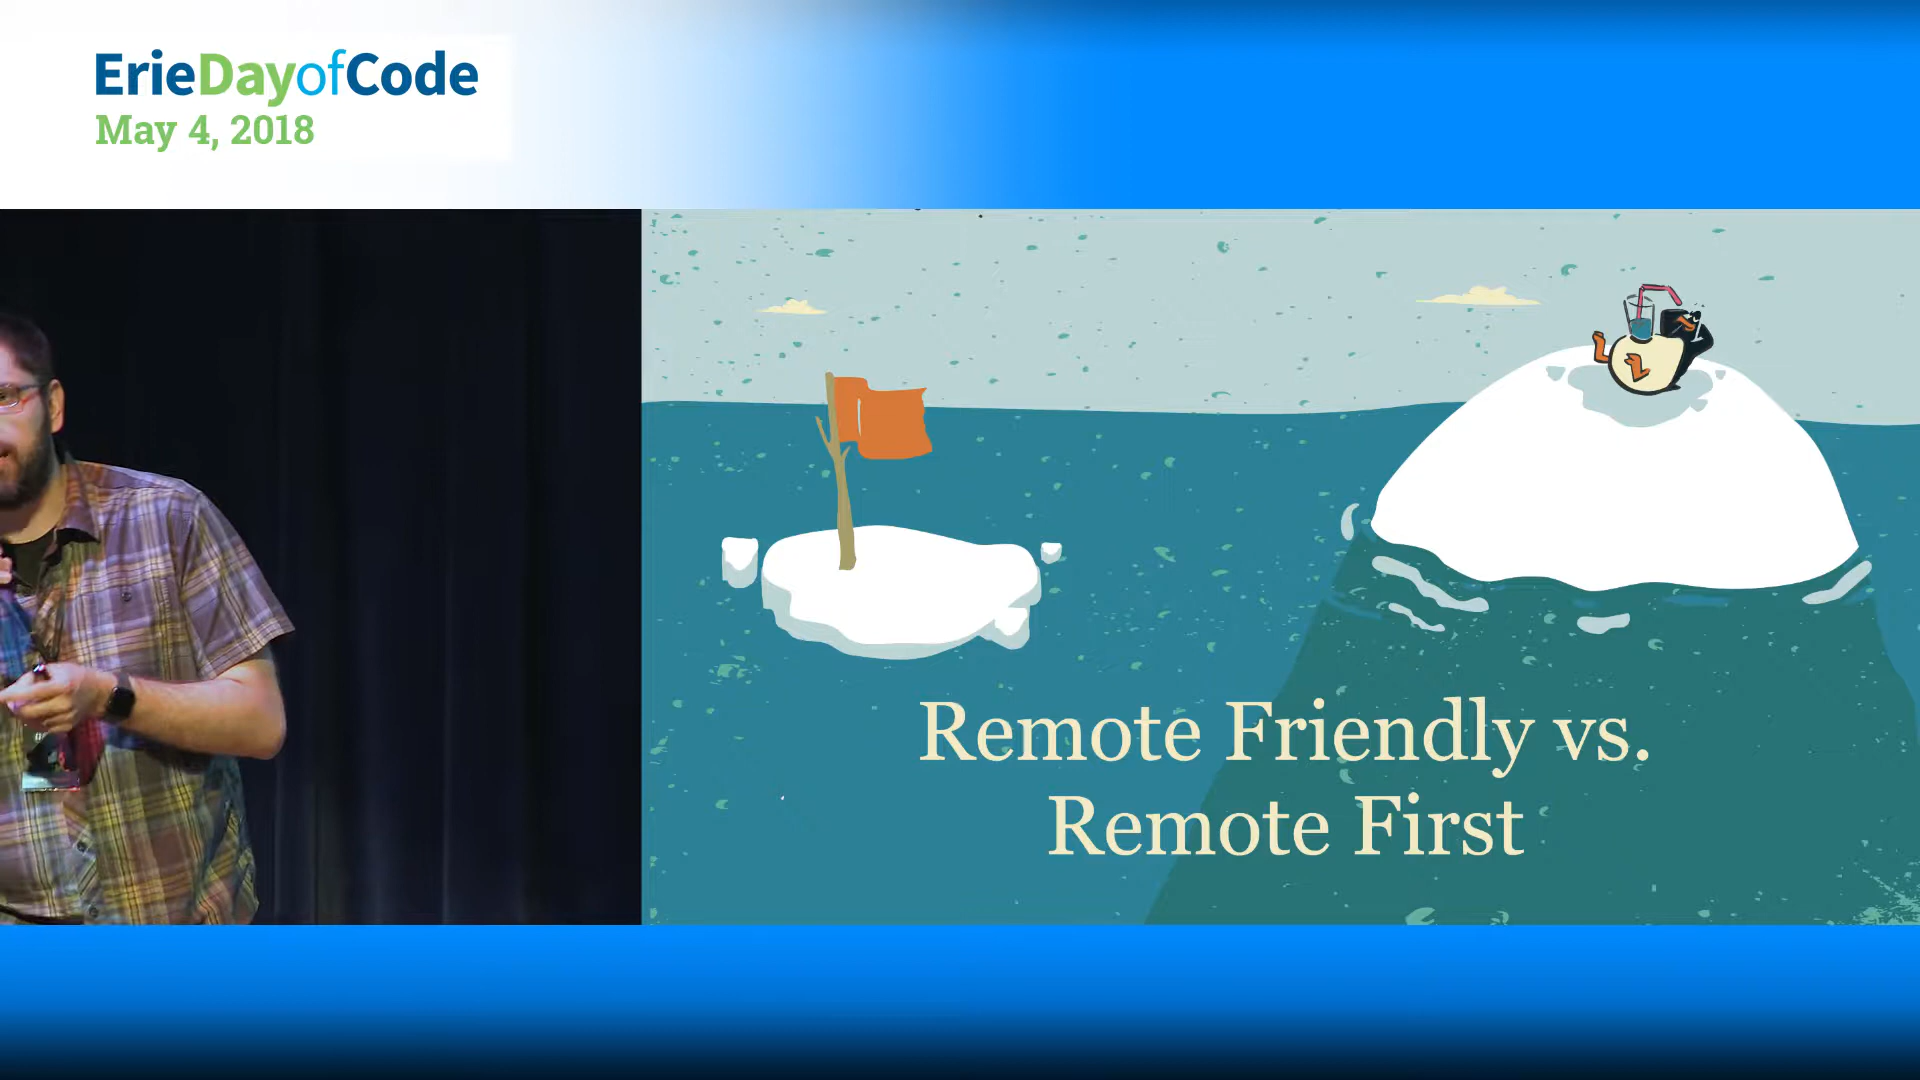 ErieDayofCode
May 4, 2018
Remote Friendly vs.
Remote First